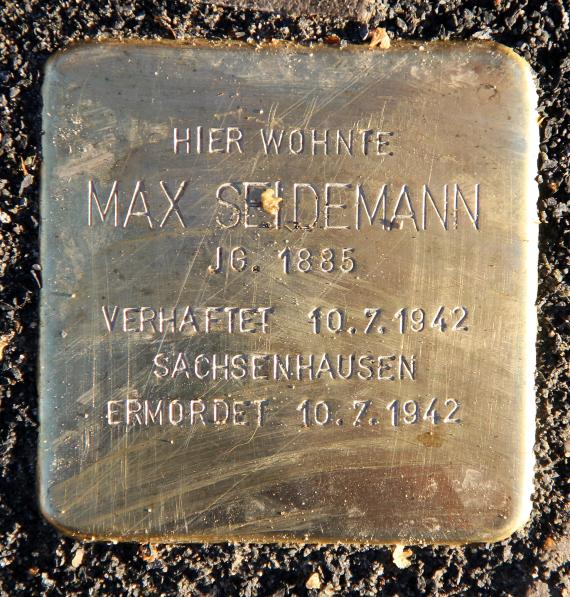 HIER WOHNTE
MAX SEIDEMANN
JG. 1885
VERHAFTET 10.7.1942
SACHSENHAUSEN
ERMORDET 10.7.1942